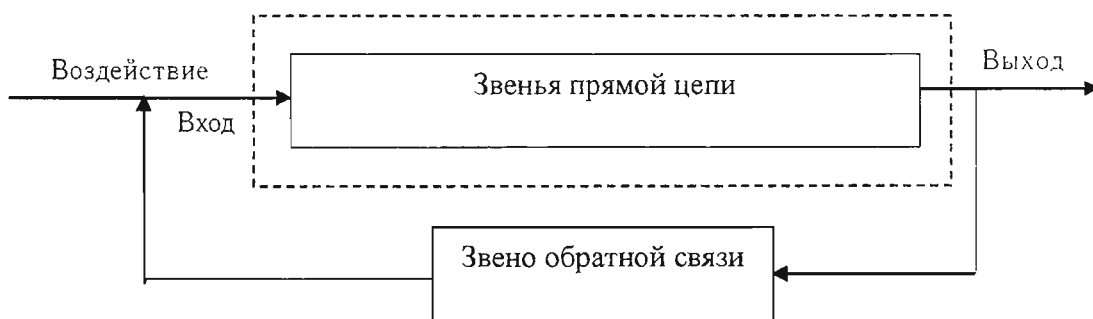 Воздействие
Звенья прямой цепи
Выход
Вход
Звено обратной связи